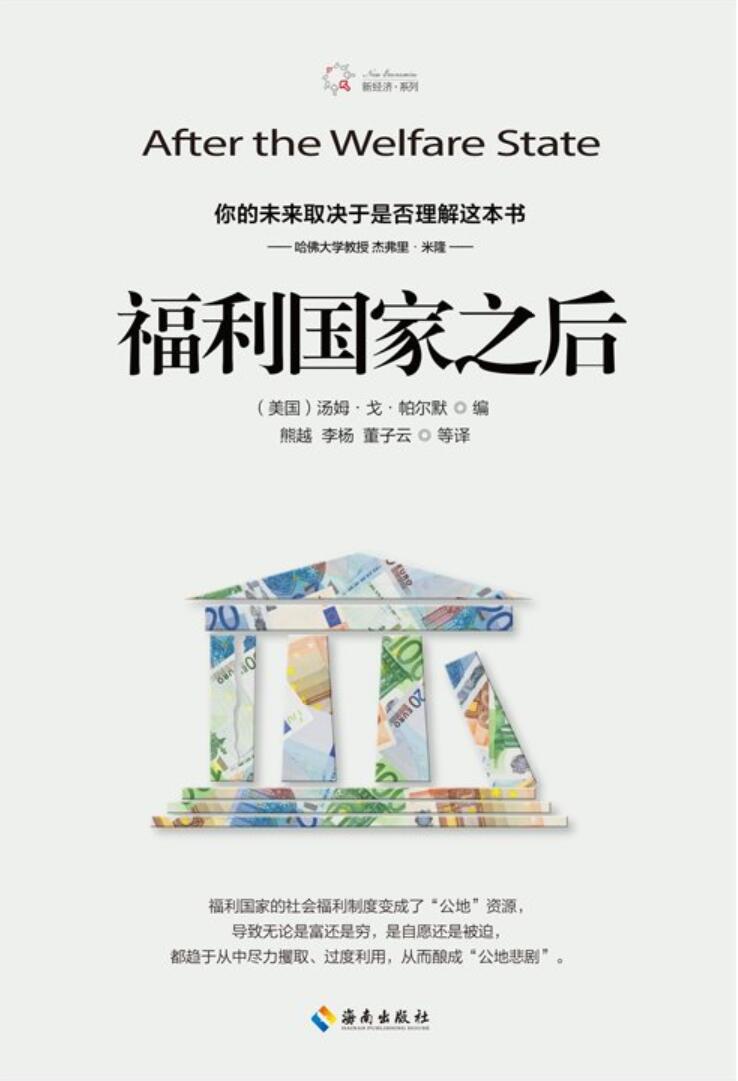 New Economics
新经济·系列
After the Welfare State
你的未来取决于是否理解这本书
——哈佛大学教授 杰弗里·米隆——
福利国家之后
（美国）汤姆·戈·帕尔默◎编
熊越 李杨 董子云◎等译
EURO
20
100
20 EURO
福利国家的社会福利制度变成了“公地”资源，
导致无论是富还是穷，是自愿还是被迫，
都趋于从中尽力攫取、过度利用，从而酿成“公地悲剧”。
海南出版社
HAINAN PUBLISHING HOUSE